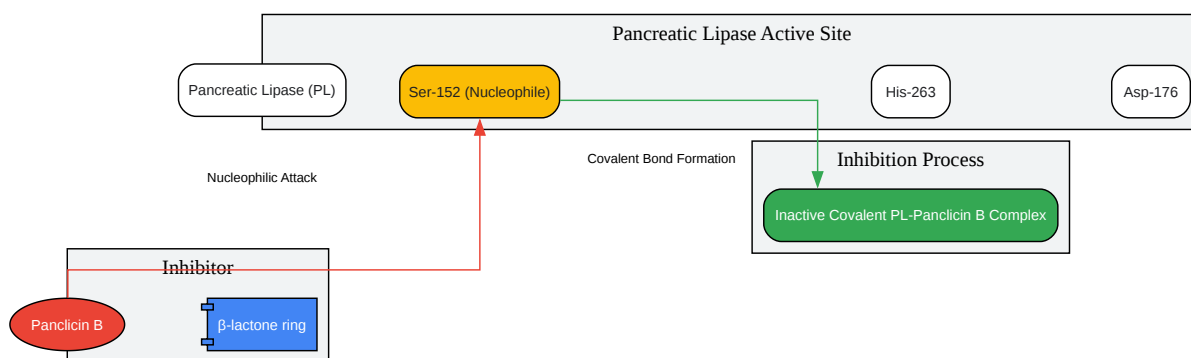 Pancreatic Lipase Active Site
Pancreatic Lipase (PL)
Ser-152 (Nucleophile)
His-263
Asp-176
Nucleophilic Attack
Covalent Bond Formation
Inhibition Process
Inactive Covalent PL-Panclicin B Complex
Inhibitor
Panclicin B
β-lactone ring